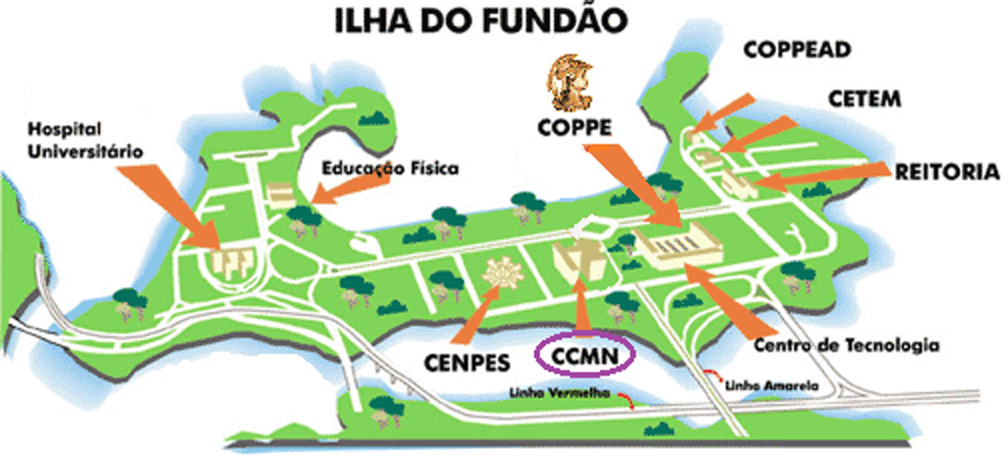 ILHA DO FUNDÃO
COPPEAD
CETEM
COPPE
Hospital
Universitário
Educação Física
REITORIA
CENPES
CCMN
Centro de Tecnologia
Linha Amarela
Linha Vermelha